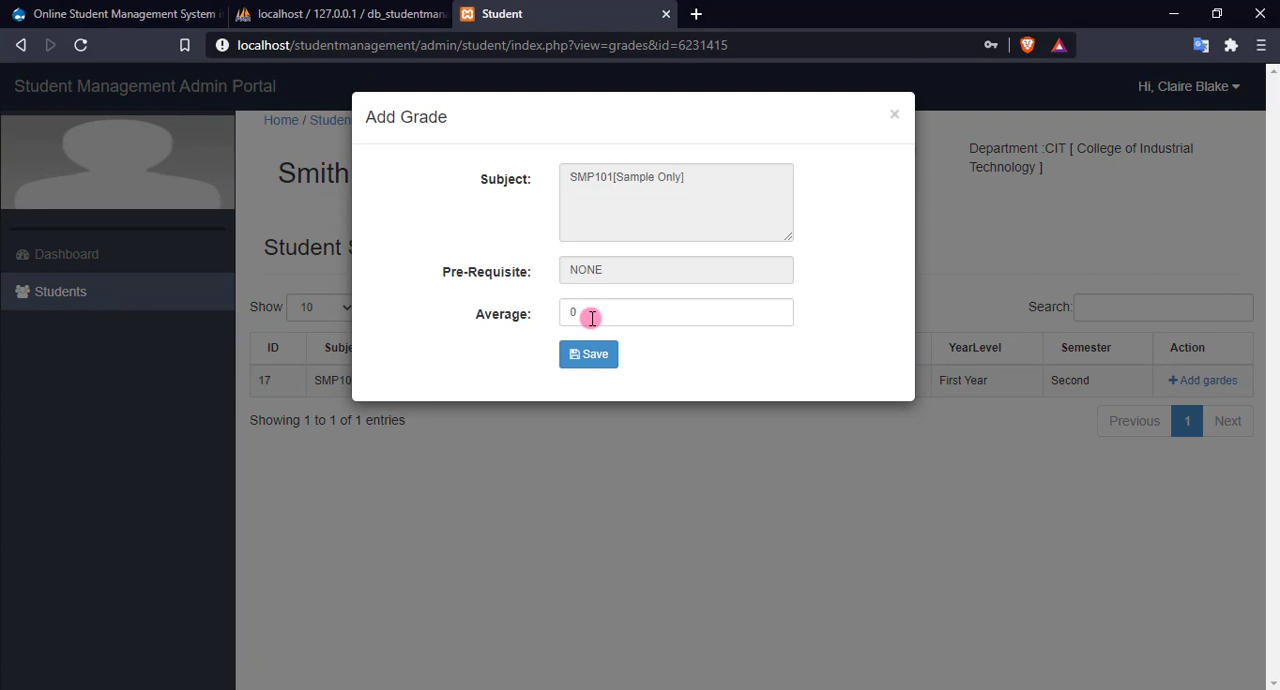 Online Student Management System i
localhost / 127.0.0.1 / db_studentmana
Student
localhost/studentmanagement/admin/student/index.php?view=grades&id=6231415
Student Management Admin Portal
Hi, Claire Blake
Home / Studen
Add Grade
×
Department :CIT [ College of Industrial
Technology ]
Smith
Subject:
SMP101[Sample Only]
Dashboard
Student S
Pre-Requisite:
NONE
Students
Show
10
Average:
0
Search:
ID
Subje
Save
YearLevel
Semester
Action
17
SMP10
First Year
Second
Add gardes
Showing 1 to 1 of 1 entries
Previous
1
Next